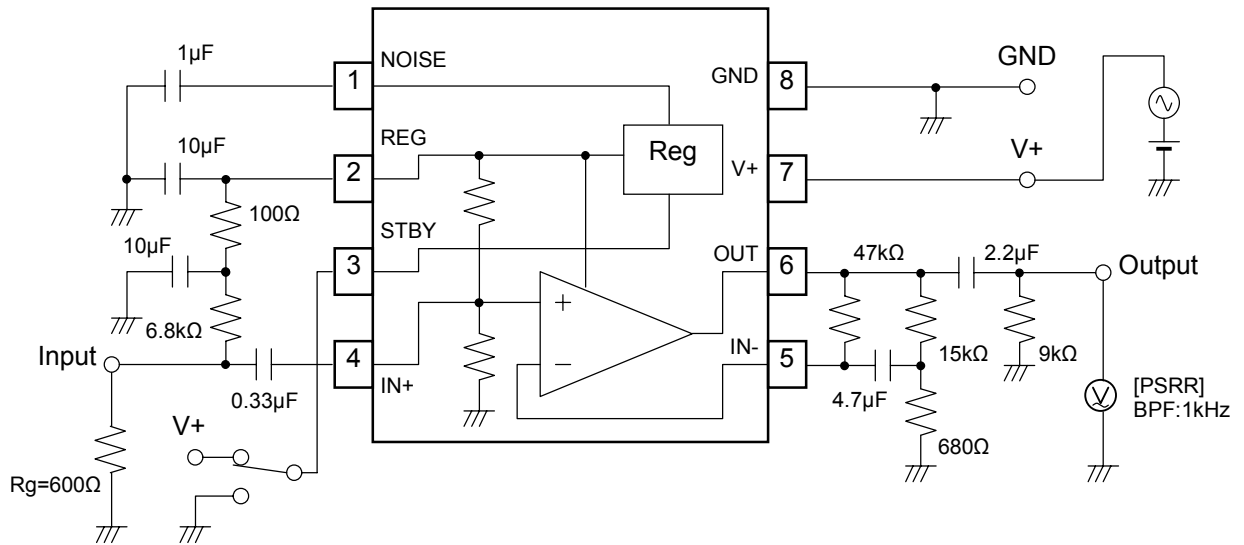 1µF
1
NOISE
GND
8
GND
10µF
REG
2
Reg
V+
7
V+
100Ω
STBY
10µF
3
OUT
6
47kΩ
2.2µF
Output
6.8kΩ
+
−
Input
4
IN+
IN-
5
15kΩ
9kΩ
0.33µF
4.7µF
[PSRR]
BPF:1kHz
V
V+
680Ω
Rg=600Ω